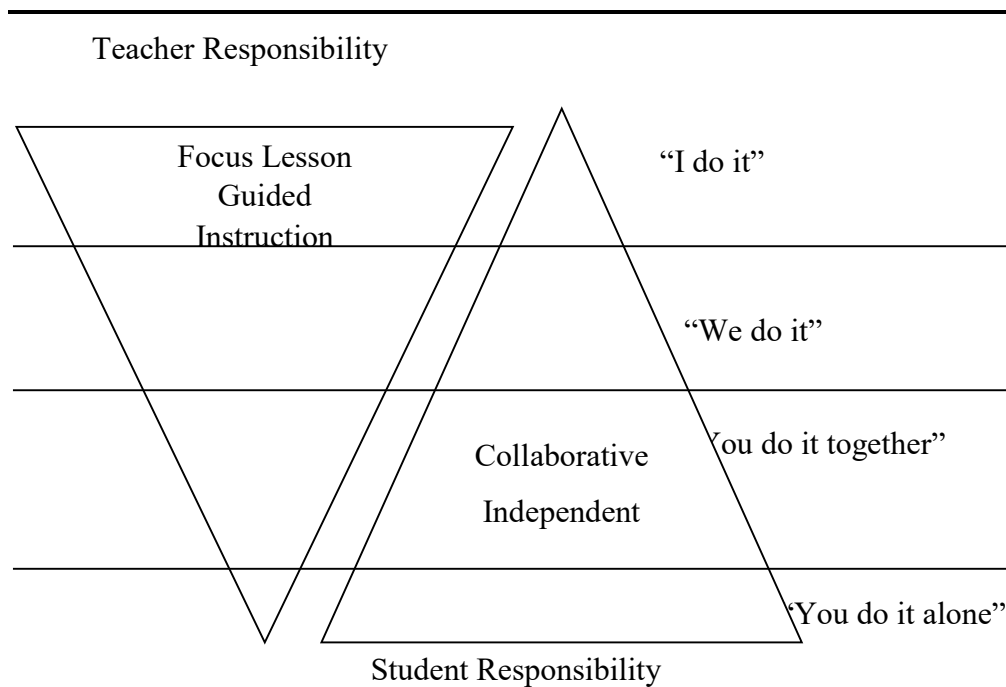 Teacher Responsibility
Focus Lesson
“I do it”
Guided
Instruction
“We do it”
You do it together”
Collaborative
Independent
“You do it alone”
Student Responsibility